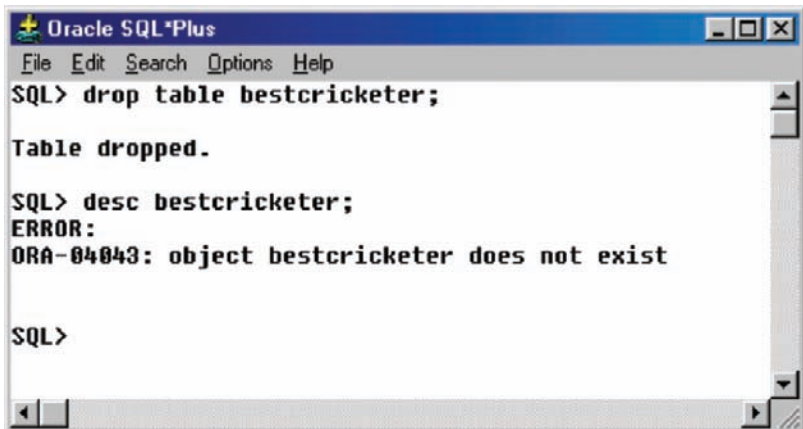 Oracle SQL*Plus
File Edit Search Options Help
SQL> drop table bestcricketer;
Table dropped.
SQL> desc bestcricketer;
ERROR:
ORA-04043: object bestcricketer does not exist
SQL>